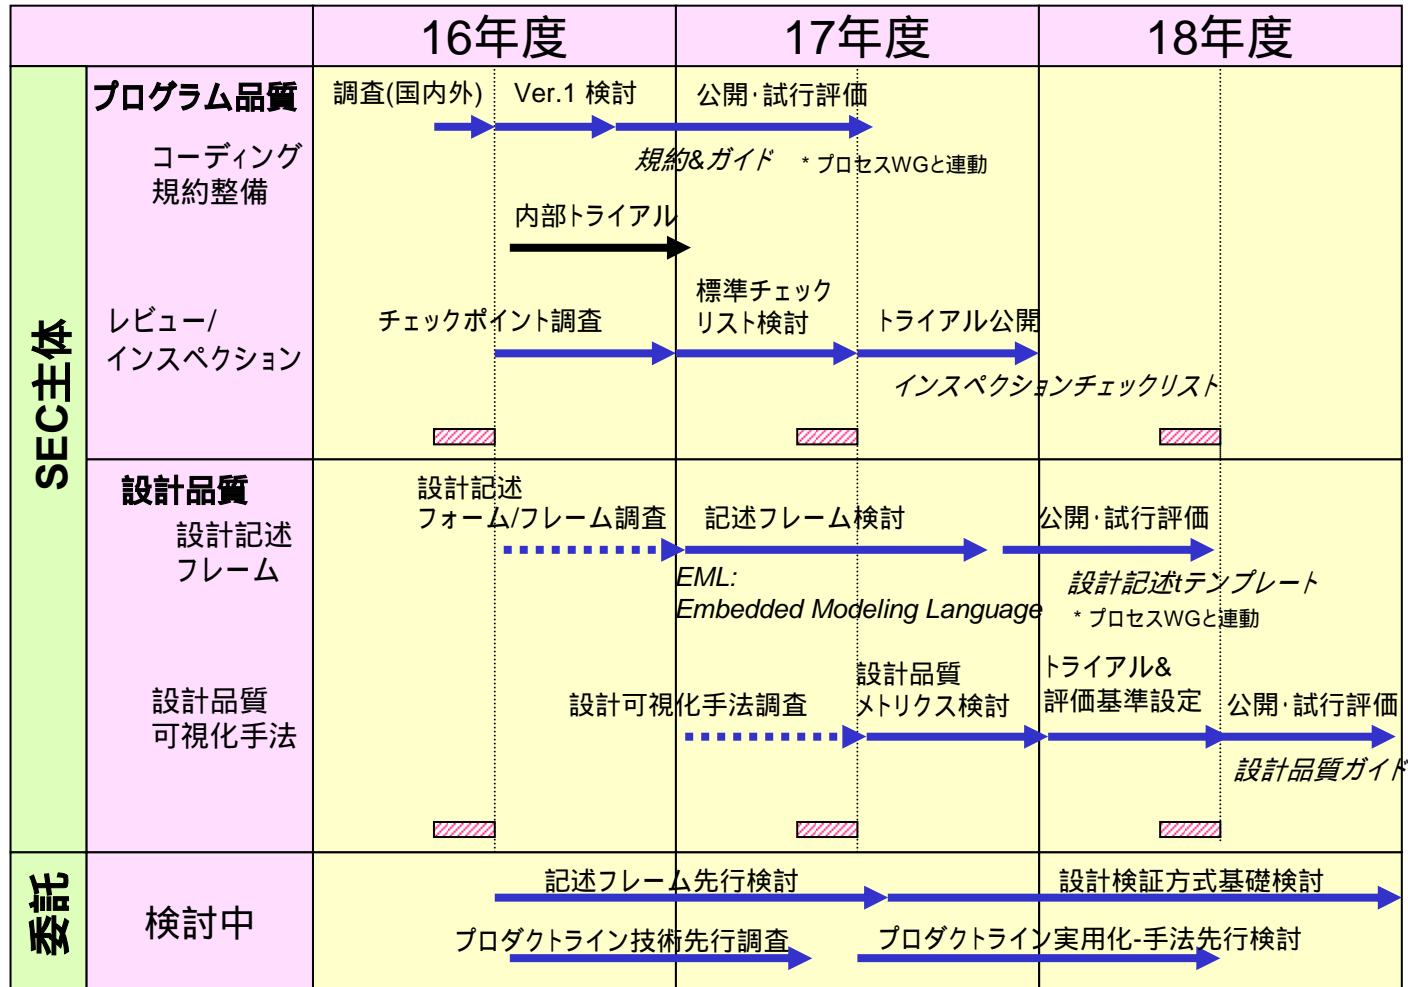 16年度
17年度
18年度
SEC主体
プログラム品質
調査(国内外)
Ver.1 検討
公開・試行評価
コーディング
規約整備
規約&ガイド
* プロセスWGと連動
内部トライアル
レビュー/
インスペクション
チェックポイント調査
標準チェック
リスト検討
トライアル公開
インスペクションチェックリスト
設計品質
設計記述
フレーム
設計記述
フォーム/フレーム調査
記述フレーム検討
公開・試行評価
EML:
Embedded Modeling Language
設計記述tテンプレート
* プロセスWGと連動
設計品質
可視化手法
設計可視化手法調査
設計品質
メトリクス検討
トライアル&
評価基準設定
公開・試行評価
設計品質ガイド
委託
検討中
記述フレーム先行検討
設計検証方式基礎検討
プロダクトライン技術先行調査
プロダクトライン実用化-手法先行検討